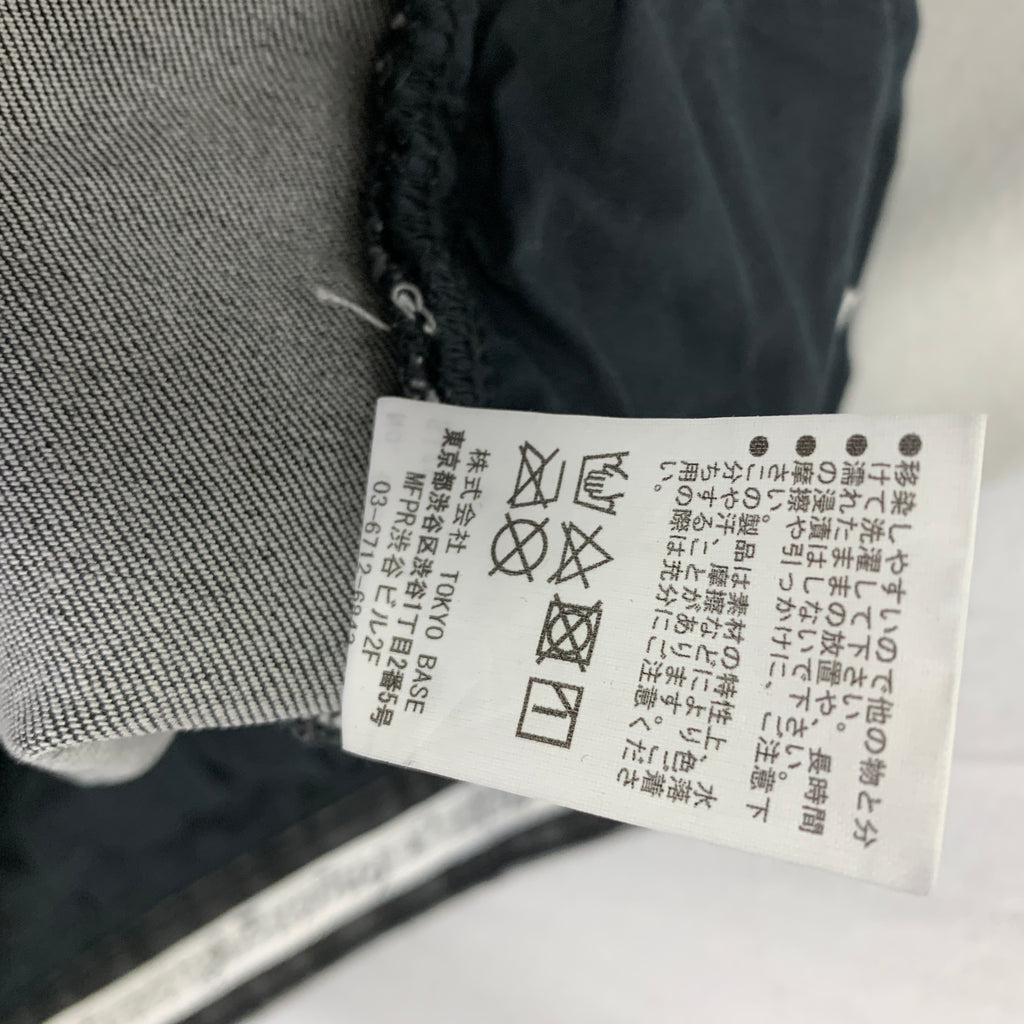 ●移染しやすいので他の物と分
けて洗濯して下さい。
●濡れたままの放置や、長時間
の浸漬はしないで下さい。
●摩擦や引っかけに、ご注意下
さい。
●この製品は素材の特性上、水
分や汗、摩擦などにより色落
ちすることがあります。ご着
用の際は充分にご注意くださ
い。
株式会社 TOKYO BASE
東京都渋谷区渋谷1丁目2番5号
MFPR渋谷ビル2F
03-6712-6